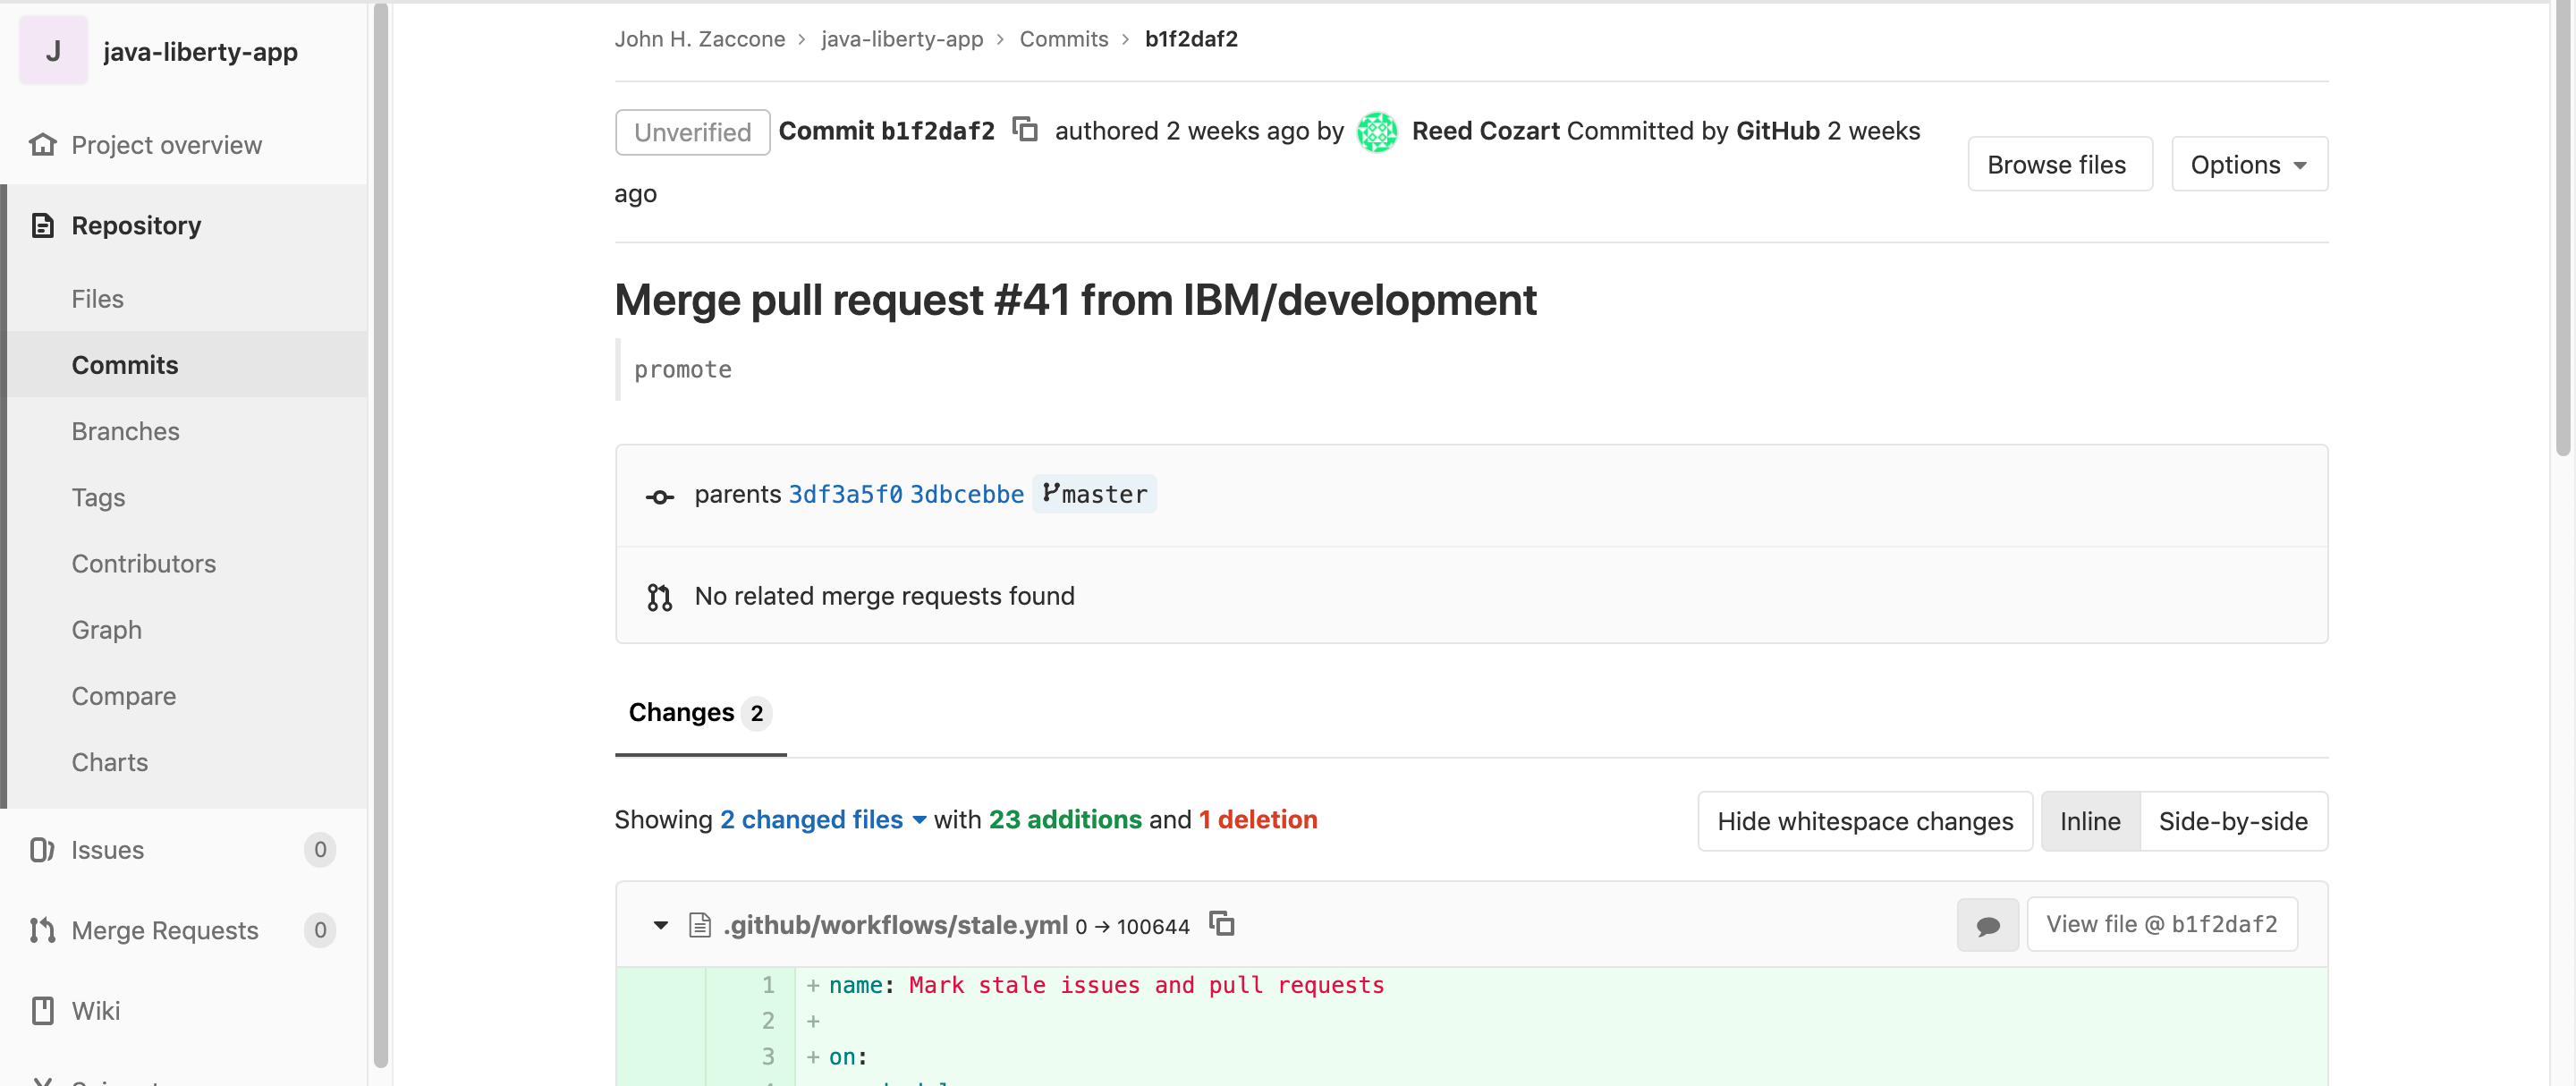 J java-liberty-app
Project overview
Repository
Files
Commits
Branches
Tags
Contributors
Graph
Compare
Charts
Issues 0
Merge Requests 0
Wiki
John H. Zaccone > java-liberty-app > Commits > b1f2daf2
Unverified Commit b1f2daf2 authored 2 weeks ago by Reed Cozart Committed by GitHub 2 weeks
ago
Browse files Options
Merge pull request #41 from IBM/development
promote
parents 3df3a5f0 3dbcebbe master
No related merge requests found
Changes 2
Showing 2 changed files with 23 additions and 1 deletion
Hide whitespace changes Inline Side-by-side
.github/workflows/stale.yml 0 → 100644
View file @ b1f2daf2
1 + name: Mark stale issues and pull requests
2 +
3 + on: